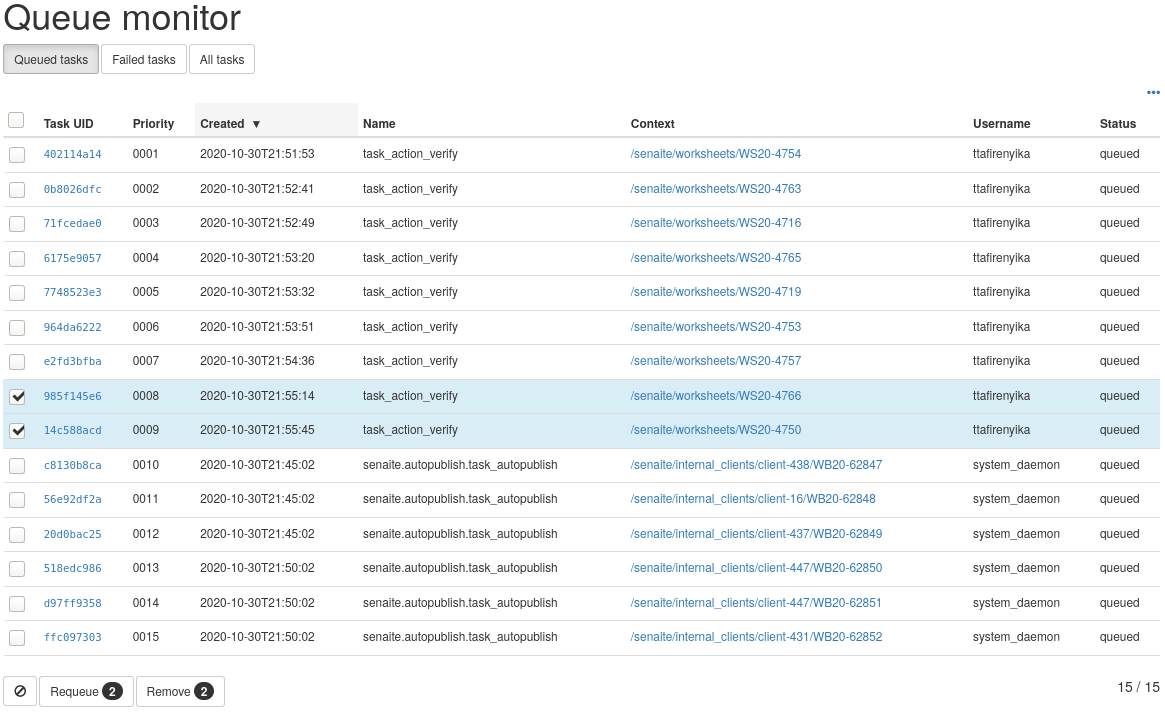 Queue monitor
Queued tasks Failed tasks All tasks
•••
Task UID Priority Created ▼ Name Context Username Status
402114a14 0001 2020-10-30T21:51:53 task_action_verify /senaite/worksheets/WS20-4754 ttafirenyika queued
0b8026dfc 0002 2020-10-30T21:52:41 task_action_verify /senaite/worksheets/WS20-4763 ttafirenyika queued
71fcedae0 0003 2020-10-30T21:52:49 task_action_verify /senaite/worksheets/WS20-4716 ttafirenyika queued
6175e9057 0004 2020-10-30T21:53:20 task_action_verify /senaite/worksheets/WS20-4765 ttafirenyika queued
7748523e3 0005 2020-10-30T21:53:32 task_action_verify /senaite/worksheets/WS20-4719 ttafirenyika queued
964da6222 0006 2020-10-30T21:53:51 task_action_verify /senaite/worksheets/WS20-4753 ttafirenyika queued
e2fd3bfba 0007 2020-10-30T21:54:36 task_action_verify /senaite/worksheets/WS20-4757 ttafirenyika queued
985f145e6 0008 2020-10-30T21:55:14 task_action_verify /senaite/worksheets/WS20-4766 ttafirenyika queued
14c588acd 0009 2020-10-30T21:55:45 task_action_verify /senaite/worksheets/WS20-4750 ttafirenyika queued
c8130b8ca 0010 2020-10-30T21:45:02 senaite.autopublish.task_autopublish /senaite/internal_clients/client-438/WB20-62847 system_daemon queued
56e92df2a 0011 2020-10-30T21:45:02 senaite.autopublish.task_autopublish /senaite/internal_clients/client-16/WB20-62848 system_daemon queued
20d0bac25 0012 2020-10-30T21:45:02 senaite.autopublish.task_autopublish /senaite/internal_clients/client-437/WB20-62849 system_daemon queued
518edc986 0013 2020-10-30T21:50:02 senaite.autopublish.task_autopublish /senaite/internal_clients/client-447/WB20-62850 system_daemon queued
d97ff9358 0014 2020-10-30T21:50:02 senaite.autopublish.task_autopublish /senaite/internal_clients/client-447/WB20-62851 system_daemon queued
ffc097303 0015 2020-10-30T21:50:02 senaite.autopublish.task_autopublish /senaite/internal_clients/client-431/WB20-62852 system_daemon queued
Requeue 2 Remove 2 15 / 15